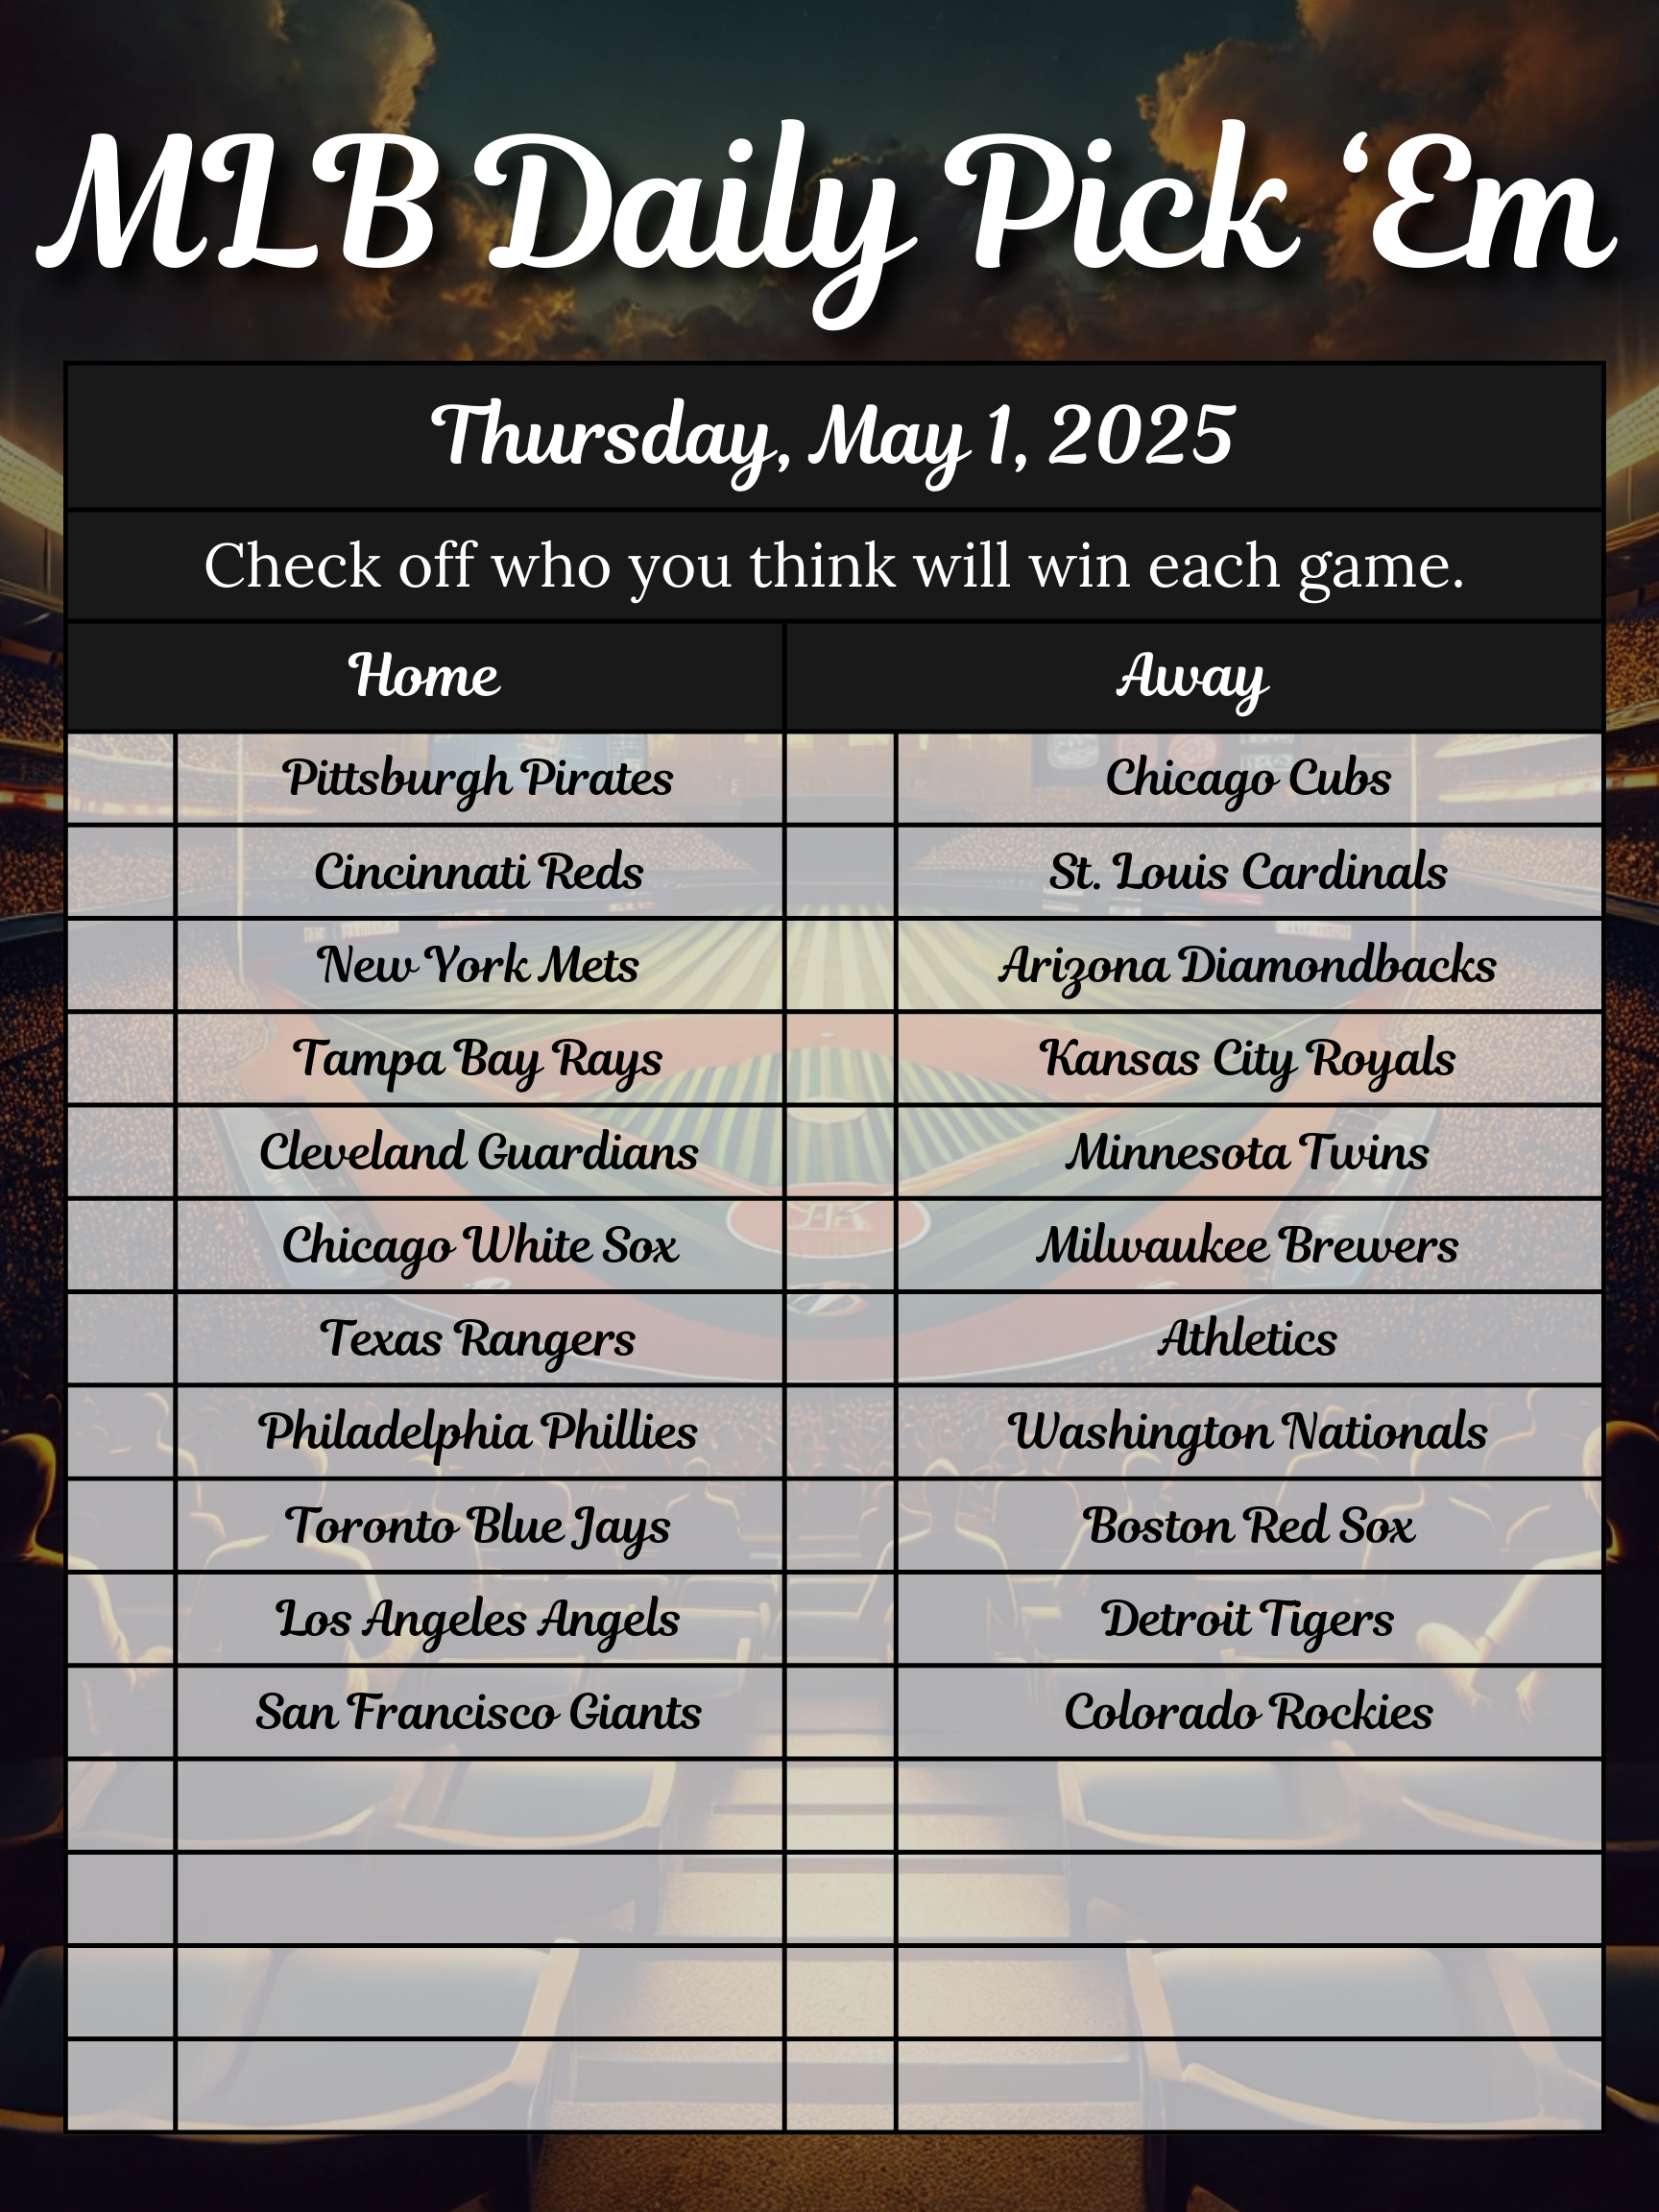 MLB Daily Pick ‘Em
Thursday, May 1, 2025
Check off who you think will win each game.
Home Away
Pittsburgh Pirates Chicago Cubs
Cincinnati Reds St. Louis Cardinals
New York Mets Arizona Diamondbacks
Tampa Bay Rays Kansas City Royals
Cleveland Guardians Minnesota Twins
Chicago White Sox Milwaukee Brewers
Texas Rangers Athletics
Philadelphia Phillies Washington Nationals
Toronto Blue Jays Boston Red Sox
Los Angeles Angels Detroit Tigers
San Francisco Giants Colorado Rockies